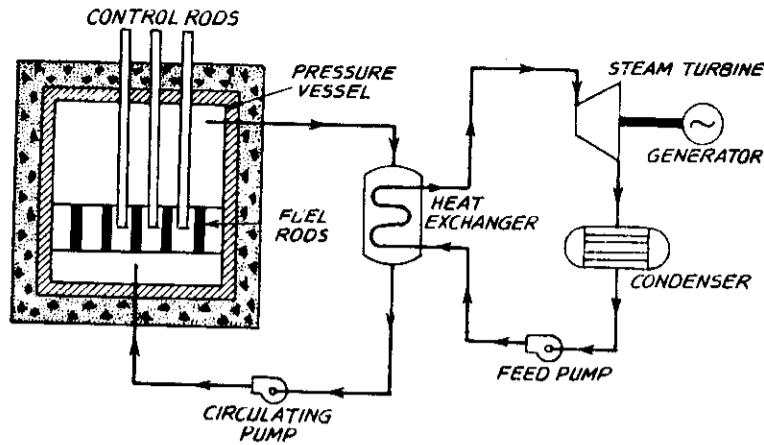 CONTROL RODS
PRESSURE
VESSEL
STEAM TURBINE
GENERATOR
HEAT
EXCHANGER
FUEL
RODS
CONDENSER
FEED PUMP
CIRCULATING
PUMP